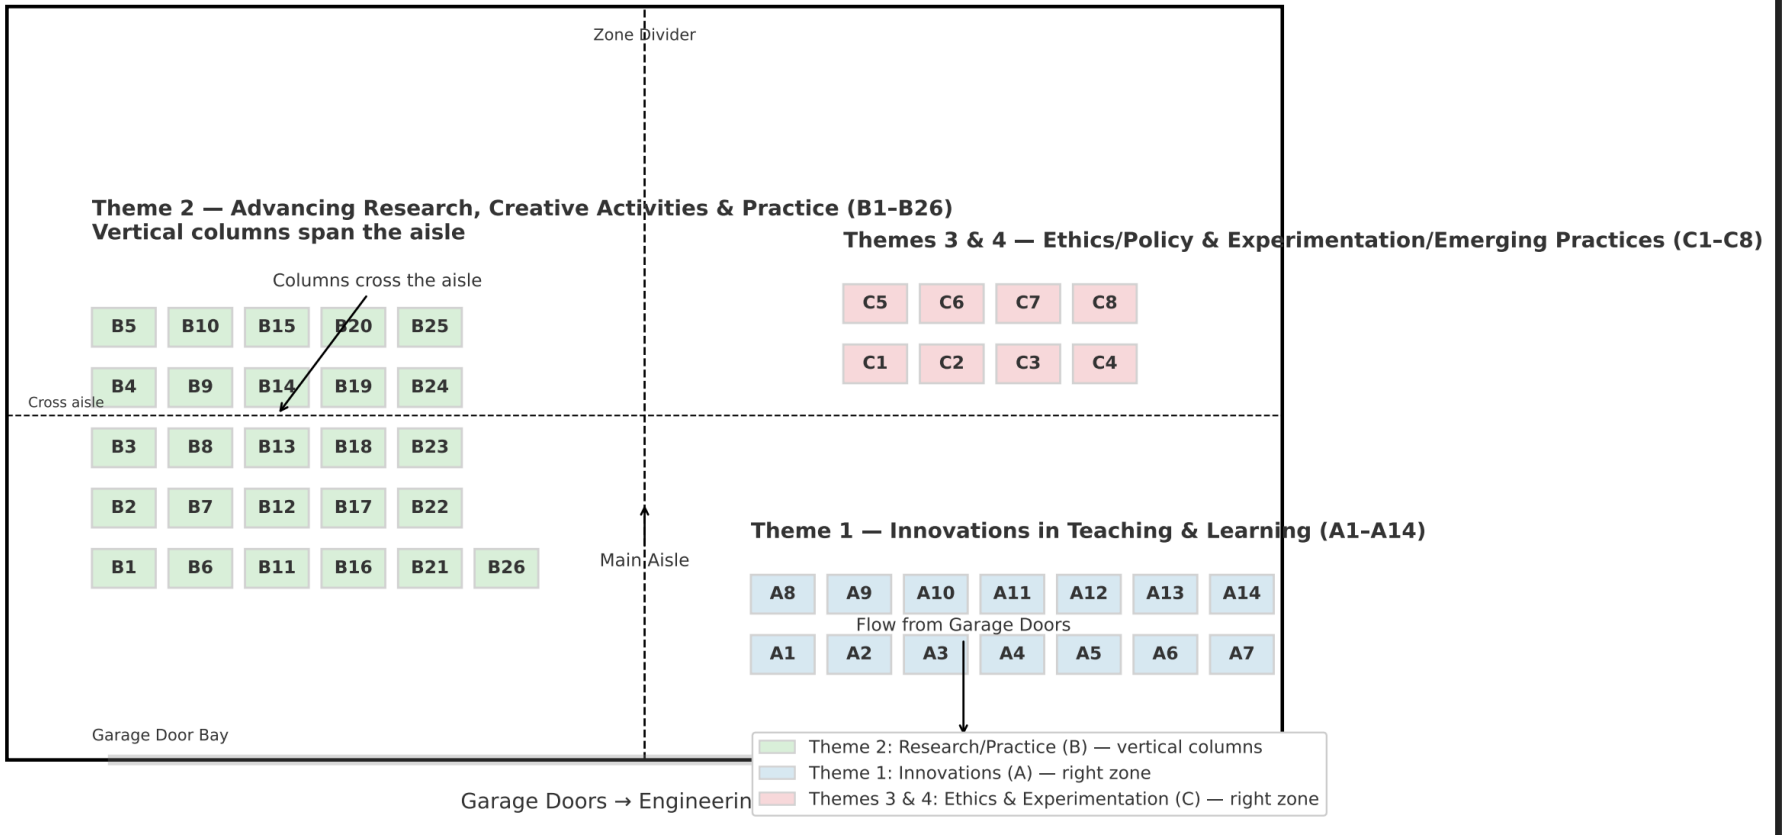 Zone Divider
Theme 2 — Advancing Research, Creative Activities & Practice (B1–B26)
Vertical columns span the aisle
Themes 3 & 4 — Ethics/Policy & Experimentation/Emerging Practices (C1–C8)
Columns cross the aisle
B5 B10 B15 B20 B25
B4 B9 B14 B19 B24
Cross aisle
B3 B8 B13 B18 B23
B2 B7 B12 B17 B22
B1 B6 B11 B16 B21 B26
C5 C6 C7 C8
C1 C2 C3 C4
Main Aisle
Theme 1 — Innovations in Teaching & Learning (A1–A14)
A8 A9 A10 A11 A12 A13 A14
Flow from Garage Doors
A1 A2 A3 A4 A5 A6 A7
Garage Door Bay
Theme 2: Research/Practice (B) — vertical columns
Theme 1: Innovations (A) — right zone
Themes 3 & 4: Ethics & Experimentation (C) — right zone
Garage Doors → Engineerin